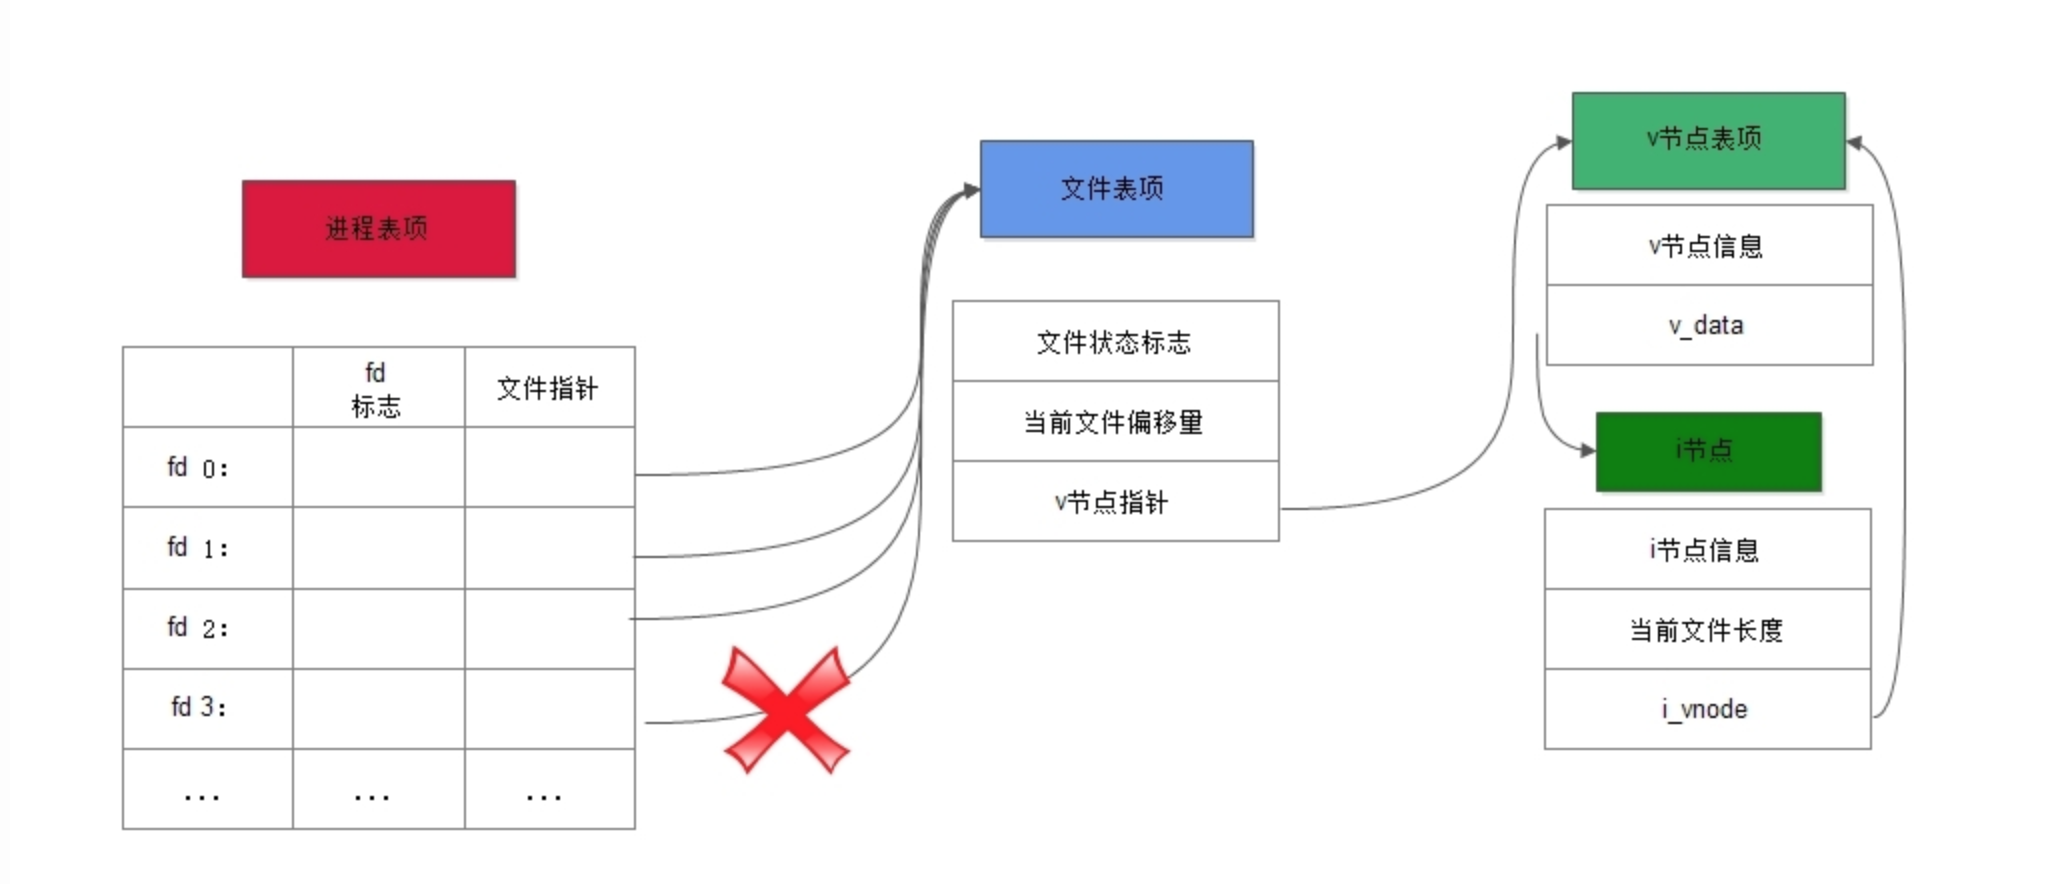 进程表项
fd
标志
文件指针
fd 0:
fd 1:
fd 2:
fd 3:
... ... ...
文件表项
文件状态标志
当前文件偏移量
v节点指针
v节点表项
v节点信息
v_data
i节点
i节点信息
当前文件长度
i_vnode